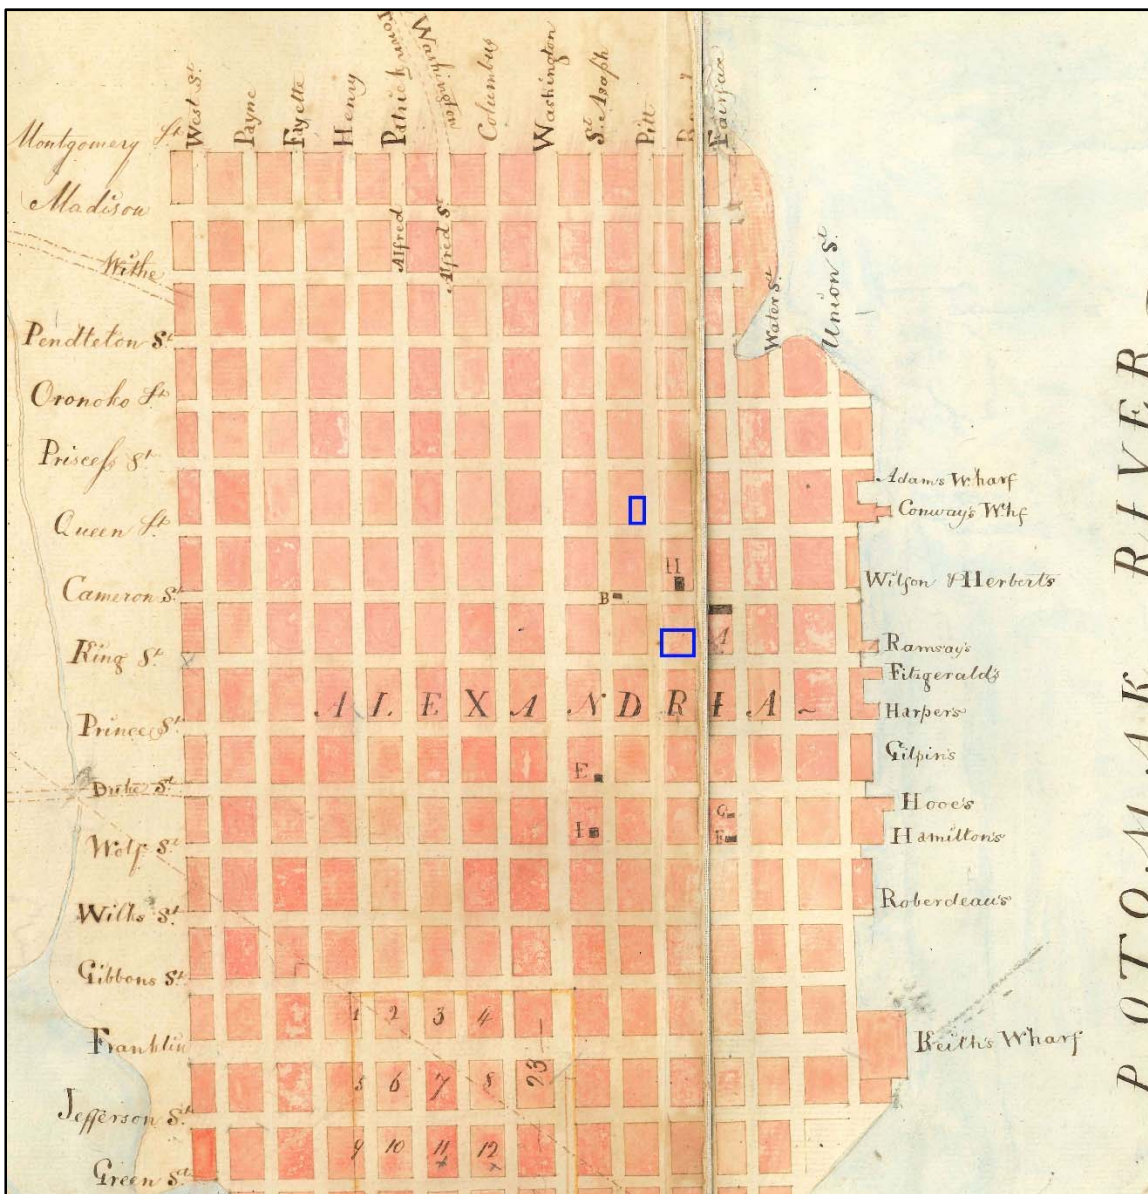 Montgomery St.
West St.
Payne
Fayette
Henry
Patrick
Washington
Columbus
Washington
St. Asaph
Pitt
Fairfax
Madison
Alfred
Alfred St.
Withe
Water St.
Union St.
Pendleton St.
Oronoko St.
Princess St.
Queen St.
Cameron St.
King St.
Prince St.
Duke St.
Wolf St.
Wilks St.
Gibbons St.
Franklin
Jefferson St.
Green St.
Adams Wharf
Conway's Whf
Wilson & Herberts
Ramsay's
Fitzgerald's
Harper's
Gilpin's
Hooe's
Hamilton's
Roberdeau's
Keith's Wharf
H
B
A
ALEXANDRIA
E
I
G
F
1 2 3 4
5 6 7 8
23
9 10 11 12
POTOMAK RIVER